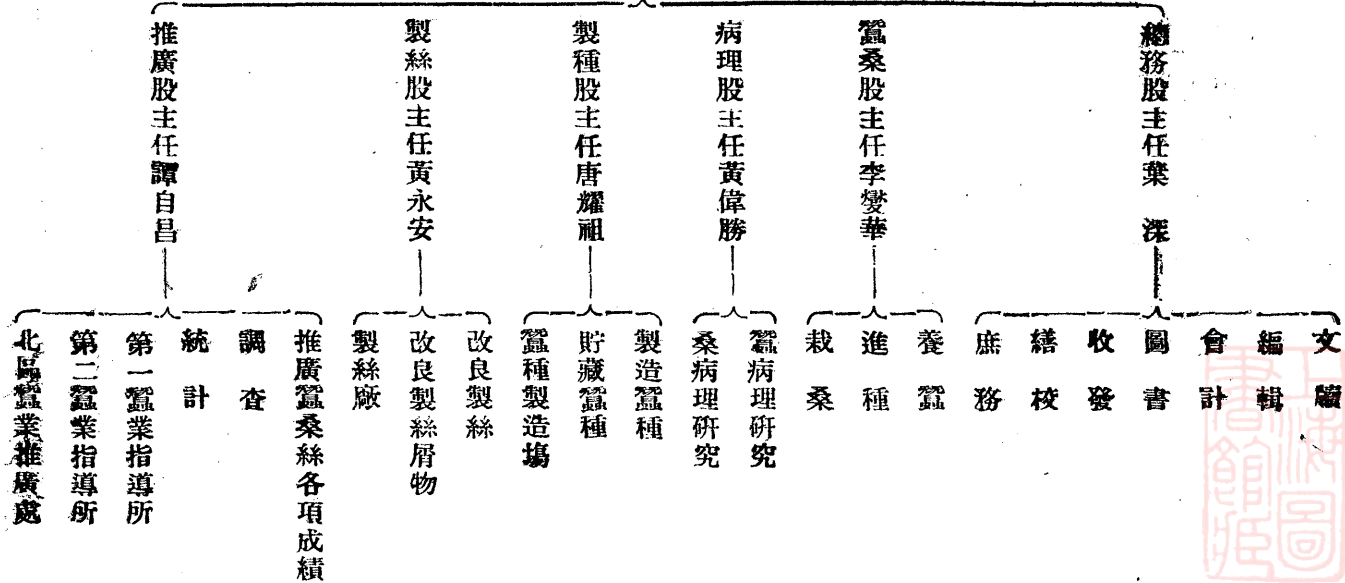 總務股主任葉　深
蠶桑股主任李燮華
病理股主任黃偉勝
製種股主任唐耀祖
製絲股主任黃永安
推廣股主任譚自昌
文牘
編輯
會計
圖書
收發
繕校
庶務
養蠶
進種
栽桑
蠶病理研究
桑病理研究
製造蠶種
貯藏蠶種
蠶種製造場
改良製絲
改良製絲屑物
製絲廠
推廣蠶桑絲各項成績
調查
統計
第一蠶業指導所
第二蠶業指導所
北區蠶業推廣處
上海圖
書館藏